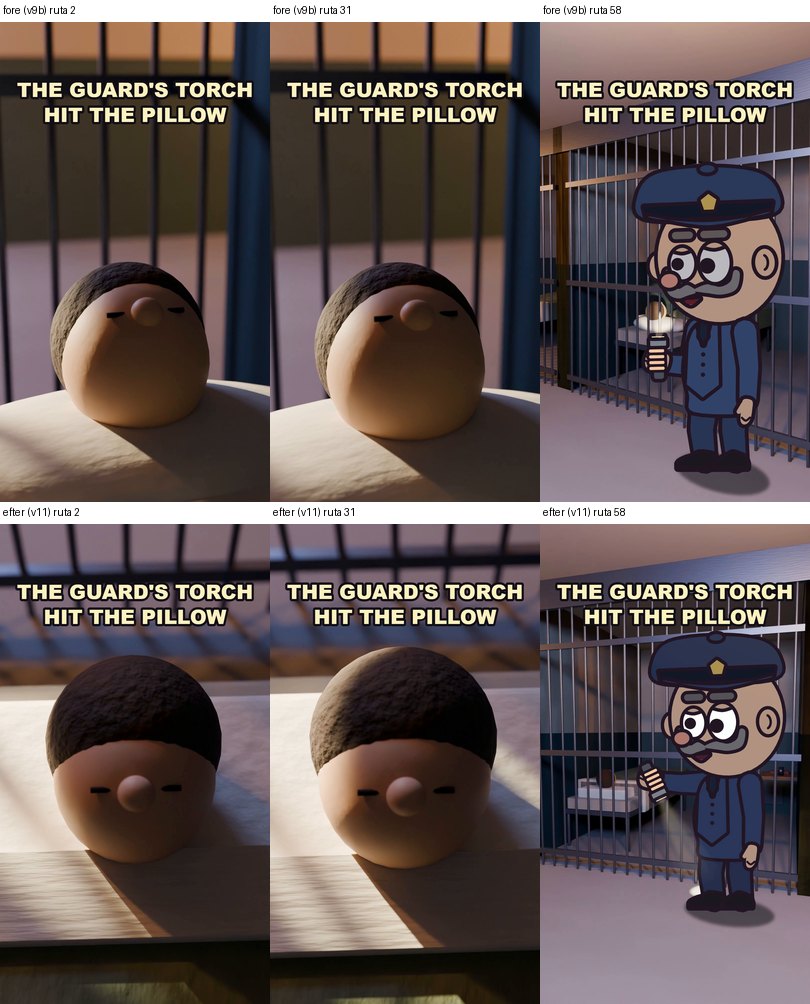 fore (v9b) ruta 2
fore (v9b) ruta 31
fore (v9b) ruta 58
THE GUARD'S TORCH
HIT THE PILLOW
THE GUARD'S TORCH
HIT THE PILLOW
THE GUARD'S TORCH
HIT THE PILLOW
efter (v11) ruta 2
efter (v11) ruta 31
efter (v11) ruta 58
THE GUARD'S TORCH
HIT THE PILLOW
THE GUARD'S TORCH
HIT THE PILLOW
THE GUARD'S TORCH
HIT THE PILLOW